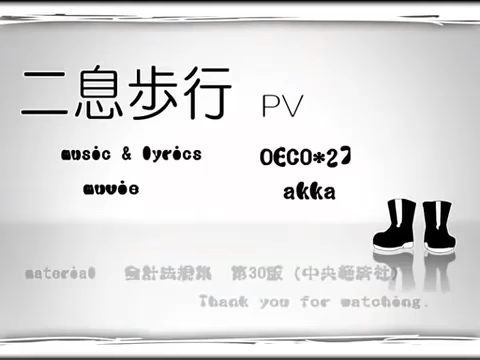 二息歩行 PV
music & lyrics DECO*27
movie akka
material 会計法規集 第30版 (中央経済社)
Thank you for watching.